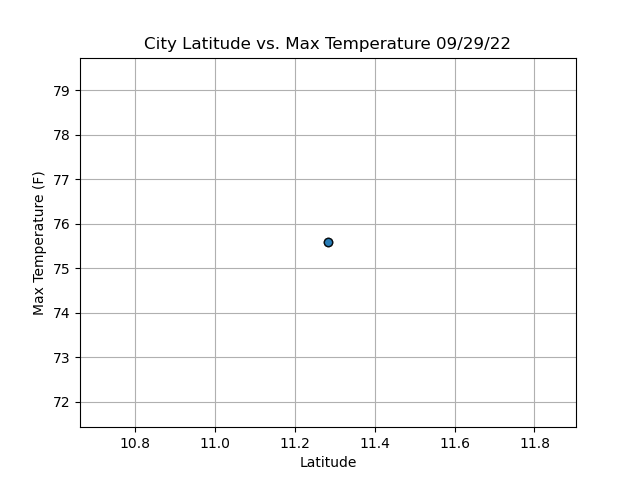 City Latitude vs. Max Temperature 09/29/22
79
78
77
76
75
74
73
72
Max Temperature (F)
10.8 11.0 11.2 11.4 11.6 11.8
Latitude